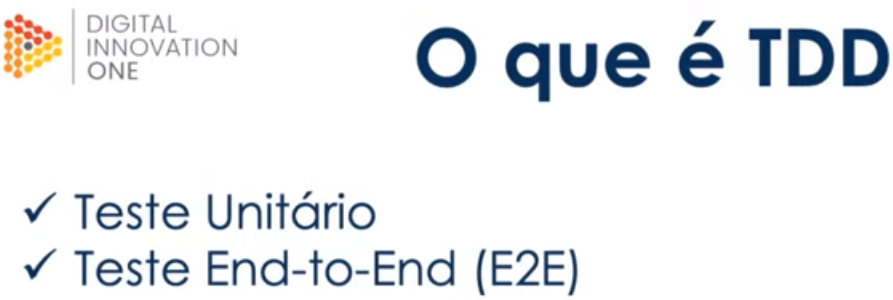 DIGITAL
INNOVATION
ONE
O que é TDD
✓ Teste Unitário
✓ Teste End-to-End (E2E)